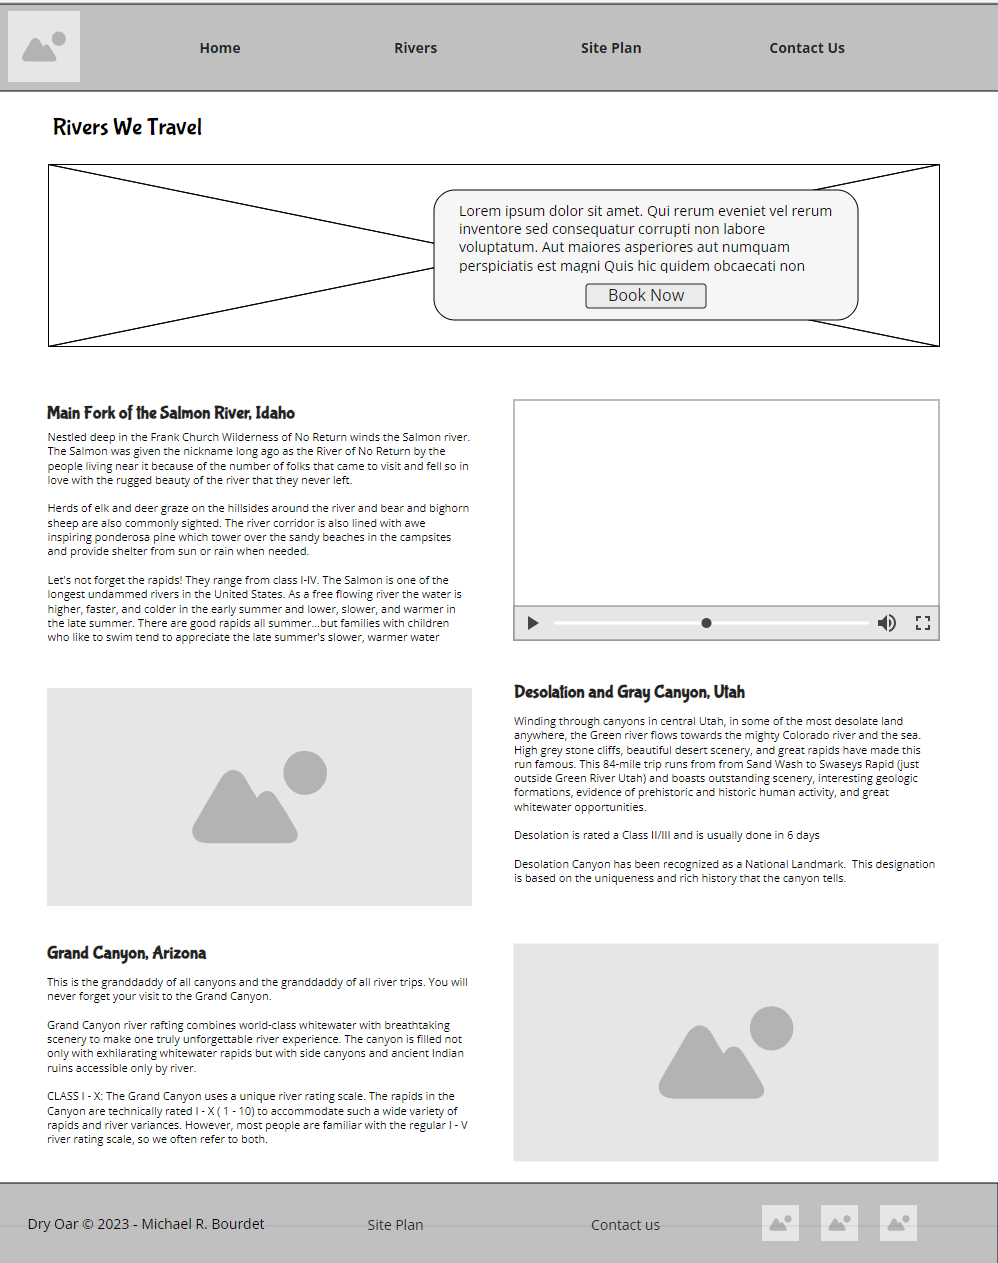 Home Rivers Site Plan Contact Us
Rivers We Travel
Lorem ipsum dolor sit amet. Qui rerum eveniet vel rerum
inventore sed consequatur corrupti non labore
voluptatum. Aut maiores asperiores aut numquam
perspiciatis est magni Quis hic quidem obcaecati non
Book Now
Main Fork of the Salmon River, Idaho
Nestled deep in the Frank Church Wilderness of No Return winds the Salmon river.
The Salmon was given the nickname long ago as the River of No Return by the
people living near it because of the number of folks that came to visit and fell so in
love with the rugged beauty of the river that they never left.
Herds of elk and deer graze on the hillsides around the river and bear and bighorn
sheep are also commonly sighted. The river corridor is also lined with awe
inspiring ponderosa pine which tower over the sandy beaches in the campsites
and provide shelter from sun or rain when needed.
Let's not forget the rapids! They range from class I-IV. The Salmon is one of the
longest undammed rivers in the United States. As a free flowing river the water is
higher, faster, and colder in the early summer and lower, slower, and warmer in
the late summer. There are good rapids all summer...but families with children
who like to swim tend to appreciate the late summer's slower, warmer water
Desolation and Gray Canyon, Utah
Winding through canyons in central Utah, in some of the most desolate land
anywhere, the Green river flows towards the mighty Colorado river and the sea.
High grey stone cliffs, beautiful desert scenery, and great rapids have made this
run famous. This 84-mile trip runs from from Sand Wash to Swaseys Rapid (just
outside Green River Utah) and boasts outstanding scenery, interesting geologic
formations, evidence of prehistoric and historic human activity, and great
whitewater opportunities.
Desolation is rated a Class II/III and is usually done in 6 days
Desolation Canyon has been recognized as a National Landmark.  This designation
is based on the uniqueness and rich history that the canyon tells.
Grand Canyon, Arizona
This is the granddaddy of all canyons and the granddaddy of all river trips. You will
never forget your visit to the Grand Canyon.
Grand Canyon river rafting combines world-class whitewater with breathtaking
scenery to make one truly unforgettable river experience. The canyon is filled not
only with exhilarating whitewater rapids but with side canyons and ancient Indian
ruins accessible only by river.
CLASS I - X: The Grand Canyon uses a unique river rating scale. The rapids in the
Canyon are technically rated I - X ( 1 - 10) to accommodate such a wide variety of
rapids and river variances. However, most people are familiar with the regular I - V
river rating scale, so we often refer to both.
Dry Oar © 2023 - Michael R. Bourdet Site Plan Contact us